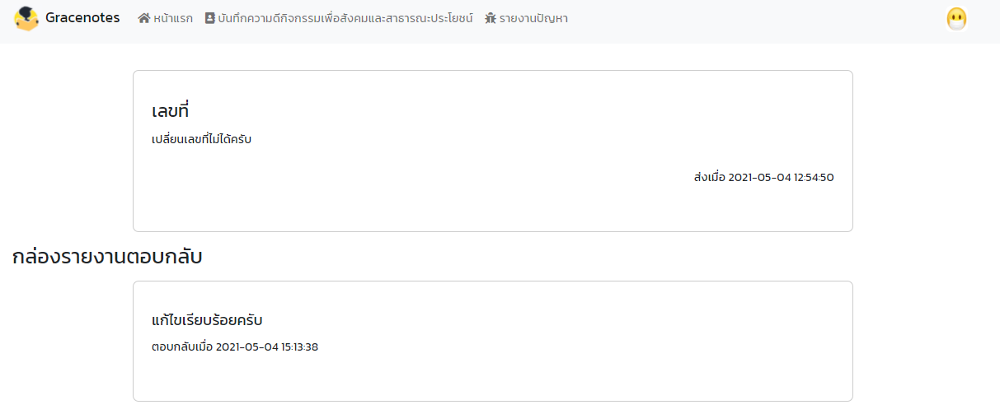 Gracenotes หน้าแรก บันทึกความดีกิจกรรมเพื่อสังคมและสาธารณะประโยชน์ รายงานปัญหา
เลขที่
เปลี่ยนเลขที่ไม่ได้ครับ
ส่งเมื่อ 2021-05-04 12:54:50
กล่องรายงานตอบกลับ
แก้ไขเรียบร้อยครับ
ตอบกลับเมื่อ 2021-05-04 15:13:38